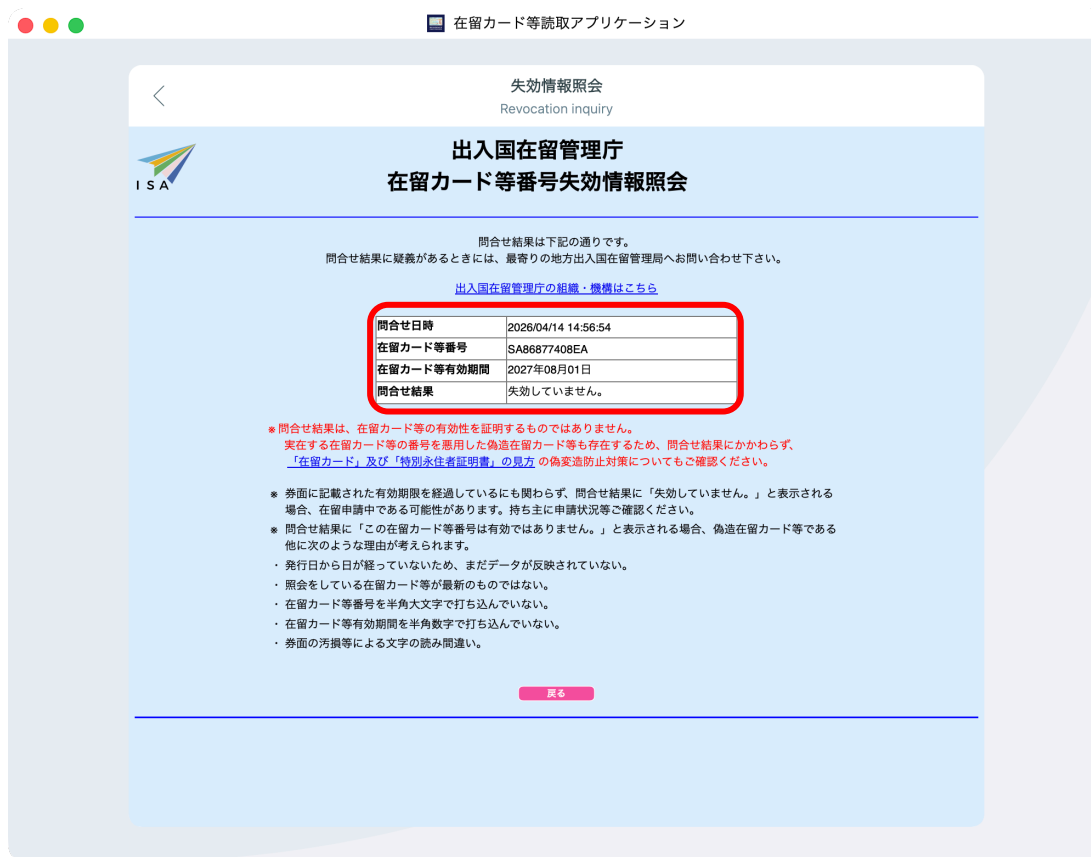 在留カード等読取アプリケーション
失効情報照会
Revocation inquiry
ISA
出入国在留管理庁
在留カード等番号失効情報照会
問合せ結果は下記の通りです。
問合せ結果に疑義があるときには、最寄りの地方出入国在留管理局へお問い合わせ下さい。
出入国在留管理庁の組織・機構はこちら
問合せ日時 2026/04/14 14:56:54
在留カード等番号 SA86877408EA
在留カード等有効期間 2027年08月01日
問合せ結果 失効していません。
※問合せ結果は、在留カード等の有効性を証明するものではありません。
実在する在留カード等の番号を悪用した偽造在留カード等も存在するため、問合せ結果にかかわらず、
「在留カード」及び「特別永住者証明書」の見方 の偽変造防止対策についてもご確認ください。
※ 券面に記載された有効期限を経過しているにも関わらず、問合せ結果に「失効していません。」と表示される
場合、在留申請中である可能性があります。持ち主に申請状況等ご確認ください。
※ 問合せ結果に「この在留カード等番号は有効ではありません。」と表示される場合、偽造在留カード等である
他に次のような理由が考えられます。
・ 発行日から日が経っていないため、まだデータが反映されていない。
・ 照会をしている在留カード等が最新のものではない。
・ 在留カード等番号を半角大文字で打ち込んでいない。
・ 在留カード等有効期間を半角数字で打ち込んでいない。
・ 券面の汚損等による文字の読み間違い。
戻る